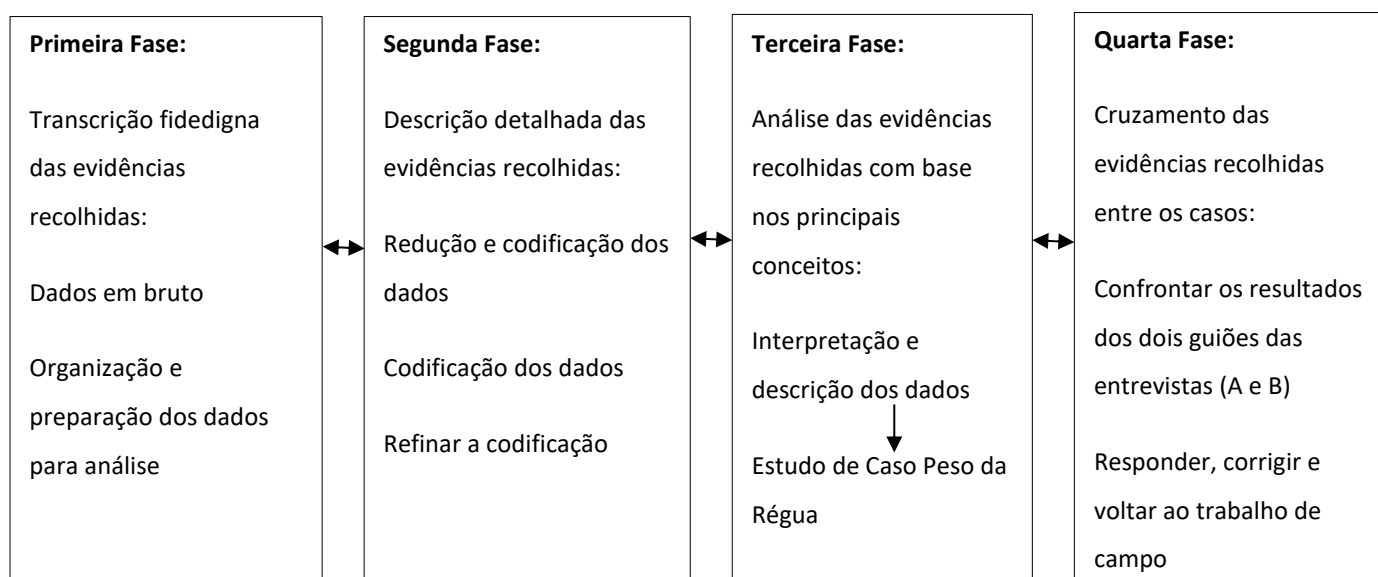 Primeira Fase:
Transcrição fidedigna
das evidências
recolhidas:
Dados em bruto
Organização e
preparação dos dados
para análise
Segunda Fase:
Descrição detalhada das
evidências recolhidas:
Redução e codificação dos
dados
Codificação dos dados
Refinar a codificação
Terceira Fase:
Análise das evidências
recolhidas com base
nos principais
conceitos:
Interpretação e
descrição dos dados
Estudo de Caso Peso da
Régua
Quarta Fase:
Cruzamento das
evidências recolhidas
entre os casos:
Confrontar os resultados
dos dois guiões das
entrevistas (A e B)
Responder, corrigir e
voltar ao trabalho de
campo